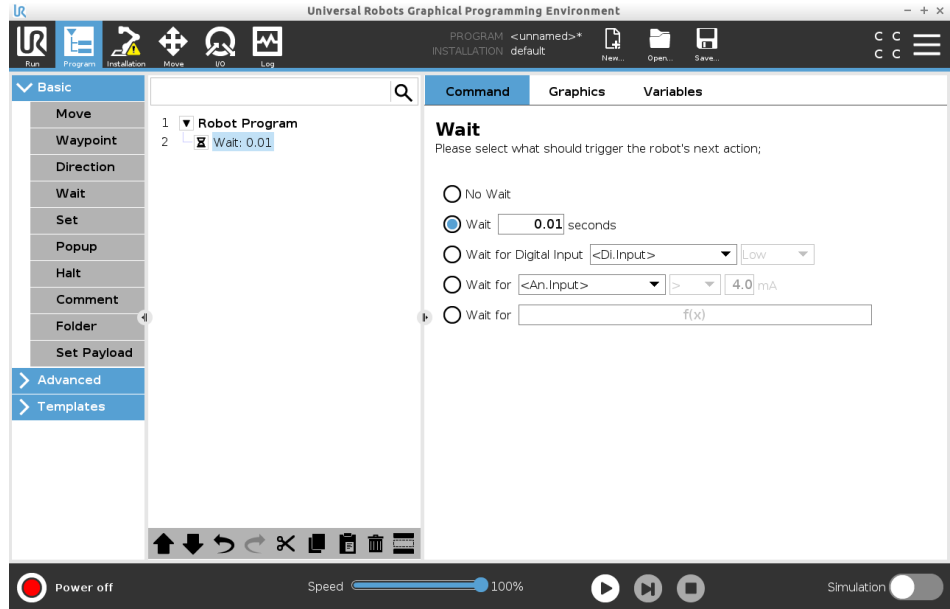 Universal Robots Graphical Programming Environment
PROGRAM <unnamed>*
INSTALLATION default
Run
Program
Installation
Move
I/O
Log
New...
Open...
Save...
C C
C C
Basic
Move
Waypoint
Direction
Wait
Set
Popup
Halt
Comment
Folder
Set Payload
Advanced
Templates
1 Robot Program
2 Wait: 0.01
Command Graphics Variables
Wait
Please select what should trigger the robot's next action;
No Wait
Wait 0.01 seconds
Wait for Digital Input <Di.Input> Low
Wait for <An.Input> > 4.0 mA
Wait for f(x)
Power off
Speed 100%
Simulation